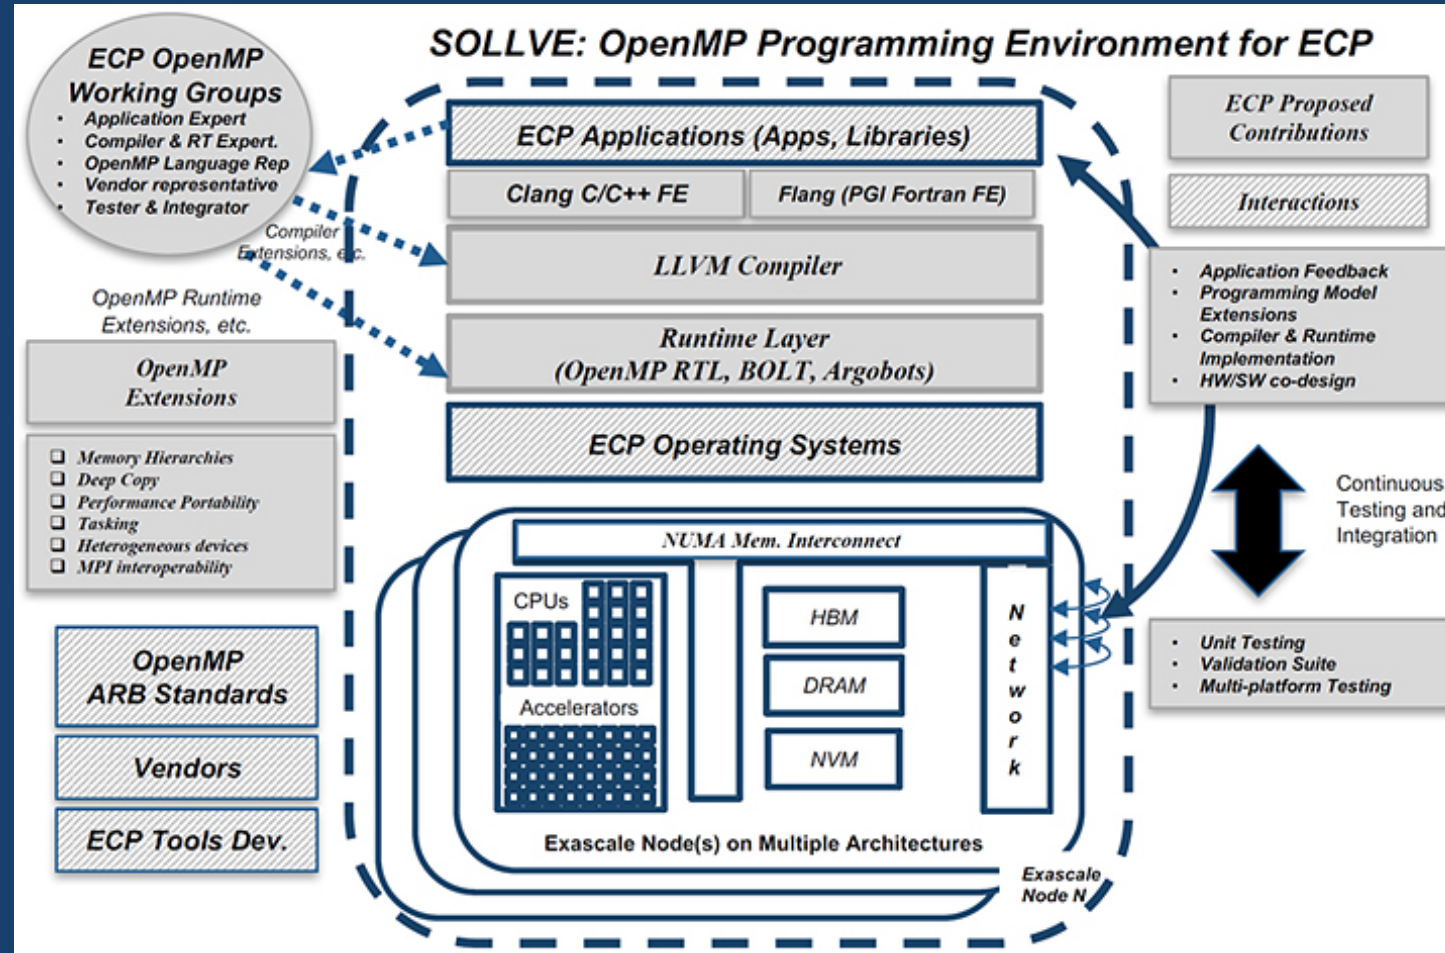 SOLLVE: OpenMP Programming Environment for ECP
ECP OpenMP
Working Groups
• Application Expert
• Compiler & RT Expert.
• OpenMP Language Rep
• Vendor representative
• Tester & Integrator
Compiler
Extensions, etc.
OpenMP Runtime
Extensions, etc.
OpenMP
Extensions
❑ Memory Hierarchies
❑ Deep Copy
❑ Performance Portability
❑ Tasking
❑ Heterogeneous devices
❑ MPI interoperability
OpenMP
ARB Standards
Vendors
ECP Tools Dev.
ECP Applications (Apps, Libraries)
Clang C/C++ FE
Flang (PGI Fortran FE)
LLVM Compiler
Runtime Layer
(OpenMP RTL, BOLT, Argobots)
ECP Operating Systems
NUMA Mem. Interconnect
CPUs
Accelerators
HBM
DRAM
NVM
Network
Exascale Node(s) on Multiple Architectures
Exascale
Node N
ECP Proposed
Contributions
Interactions
• Application Feedback
• Programming Model
Extensions
• Compiler & Runtime
Implementation
• HW/SW co-design
Continuous
Testing and
Integration
• Unit Testing
• Validation Suite
• Multi-platform Testing